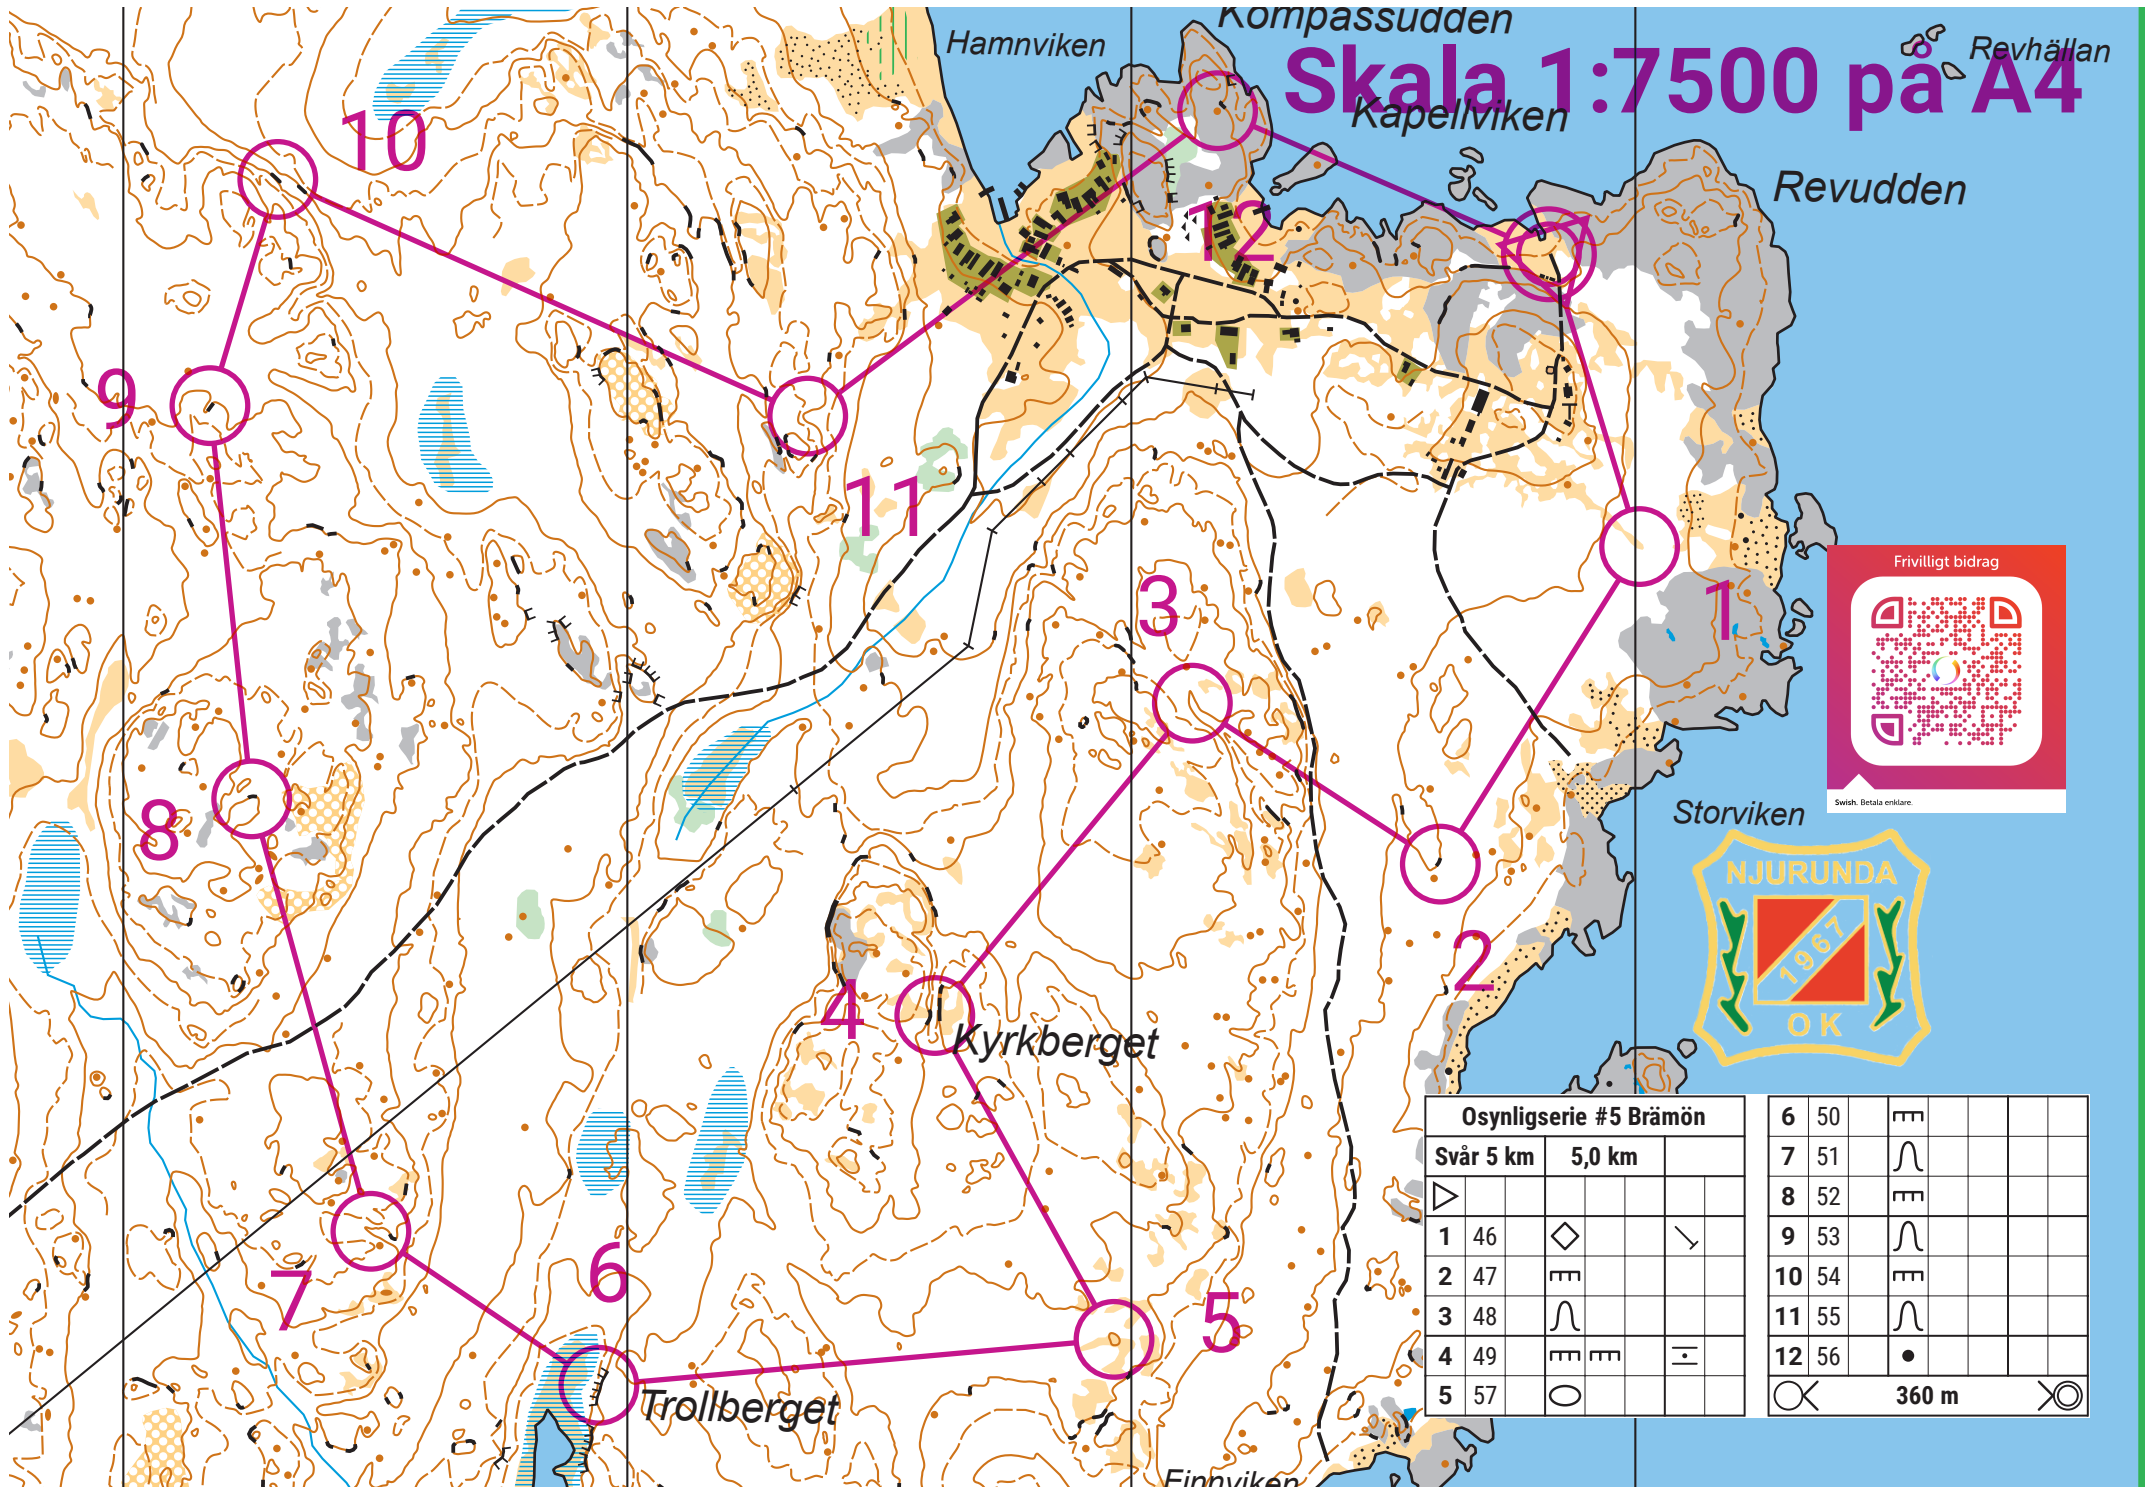 Kompassudden
Hamnviken
Revhällan
Skala 1:7500 på A4
Kapellviken
10
Revudden
12
9
11
Frivilligt bidrag
3
1
Swish. Betala enklare.
Storviken
8
NJURUNDA
1967
OK
2
4
Kyrkberget
6
7
5
Trollberget
Finnviken
Osynligserie #5 Brämön
Svår 5 km 5,0 km
1 46
2 47
3 48
4 49
5 57
6 50
7 51
8 52
9 53
10 54
11 55
12 56
360 m